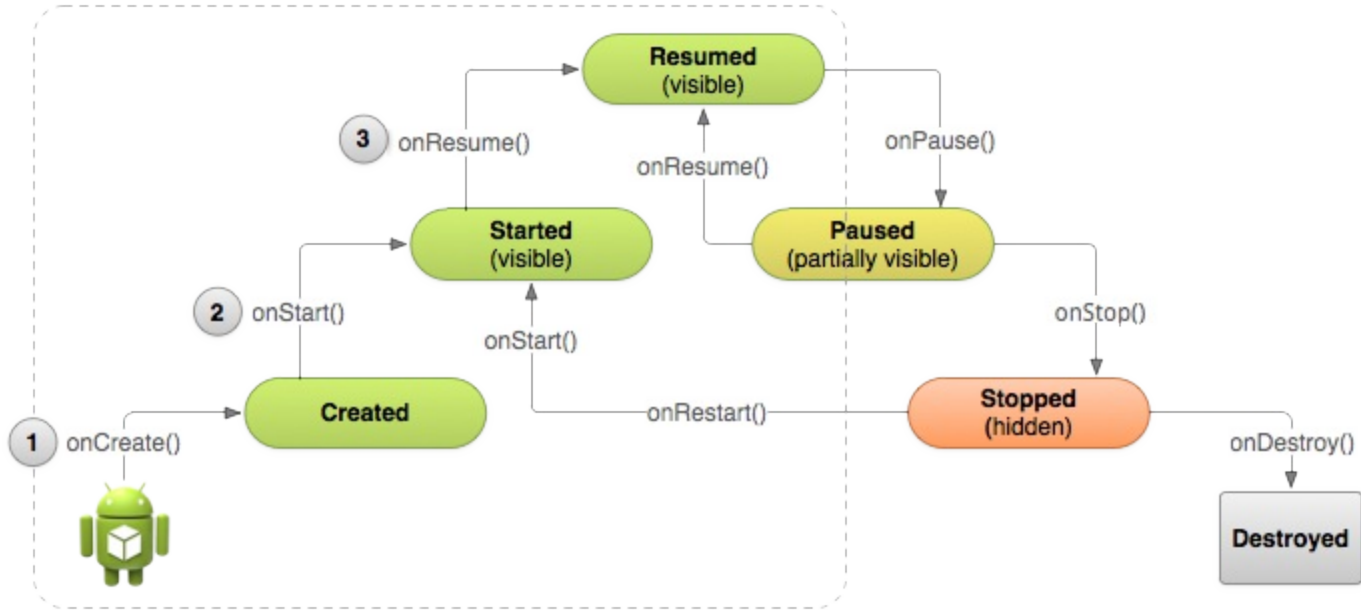 Resumed
(visible)
3
onResume()
onResume()
onPause()
Started
(visible)
Paused
(partially visible)
2
onStart()
onStart()
onStop()
Created
onRestart()
Stopped
(hidden)
1
onCreate()
onDestroy()
Destroyed